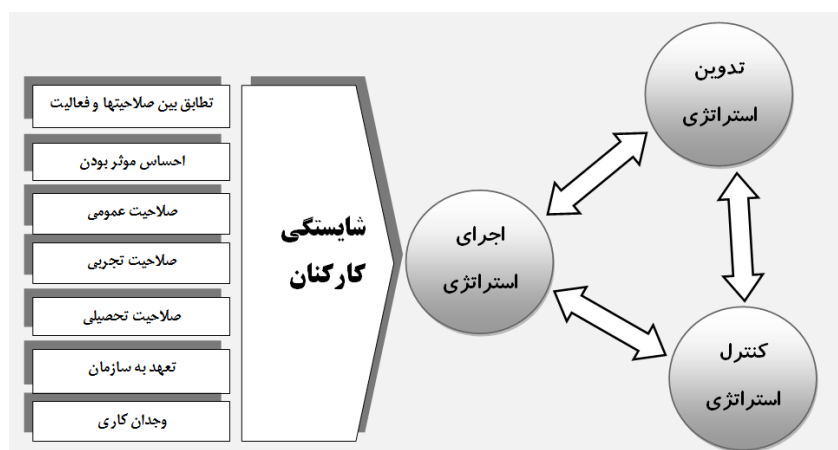 تدوین
استراتژی
تطابق بین صلاحیتها و فعالیت
احساس موثر بودن
صلاحیت عمومی
صلاحیت تجربی
صلاحیت تحصیلی
تعهد به سازمان
وجدان کاری
شایستگی
کارکنان
اجرای
استراتژی
کنترل
استراتژی